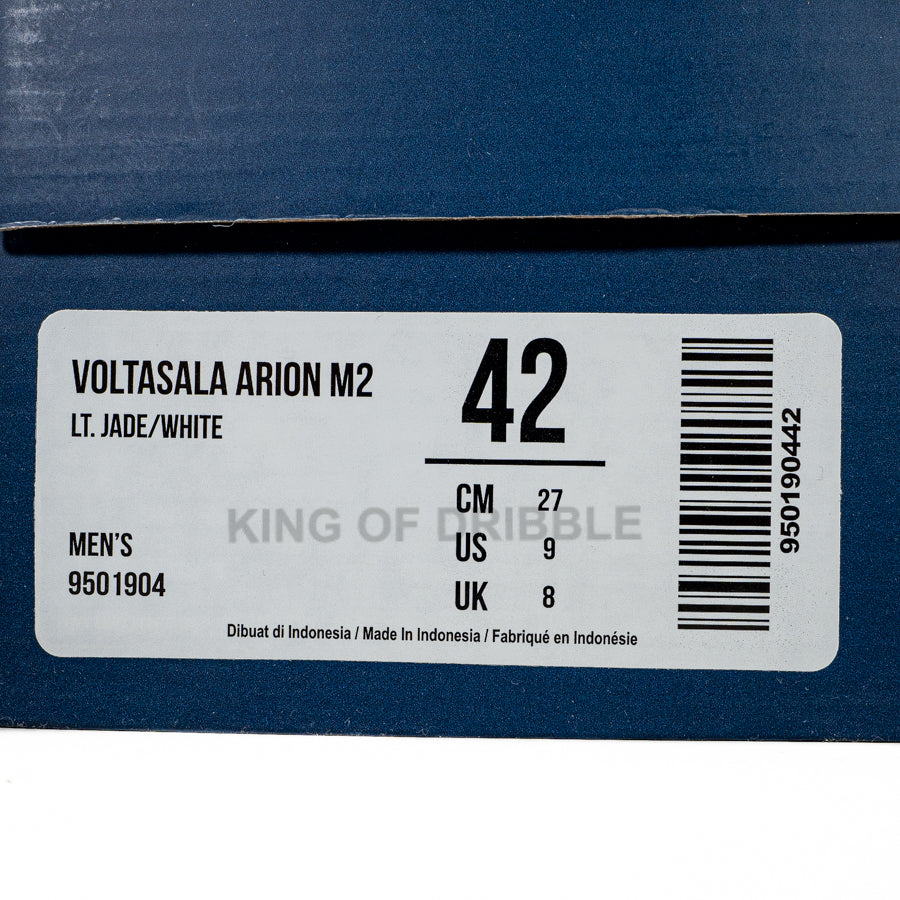 VOLTASALA ARION M2
LT. JADE/WHITE
MEN'S
9501904
42
CM 27
US 9
UK 8
KING OF DRIBBLE
Dibuat di Indonesia / Made In Indonesia / Fabriqué en Indonésie
950190442